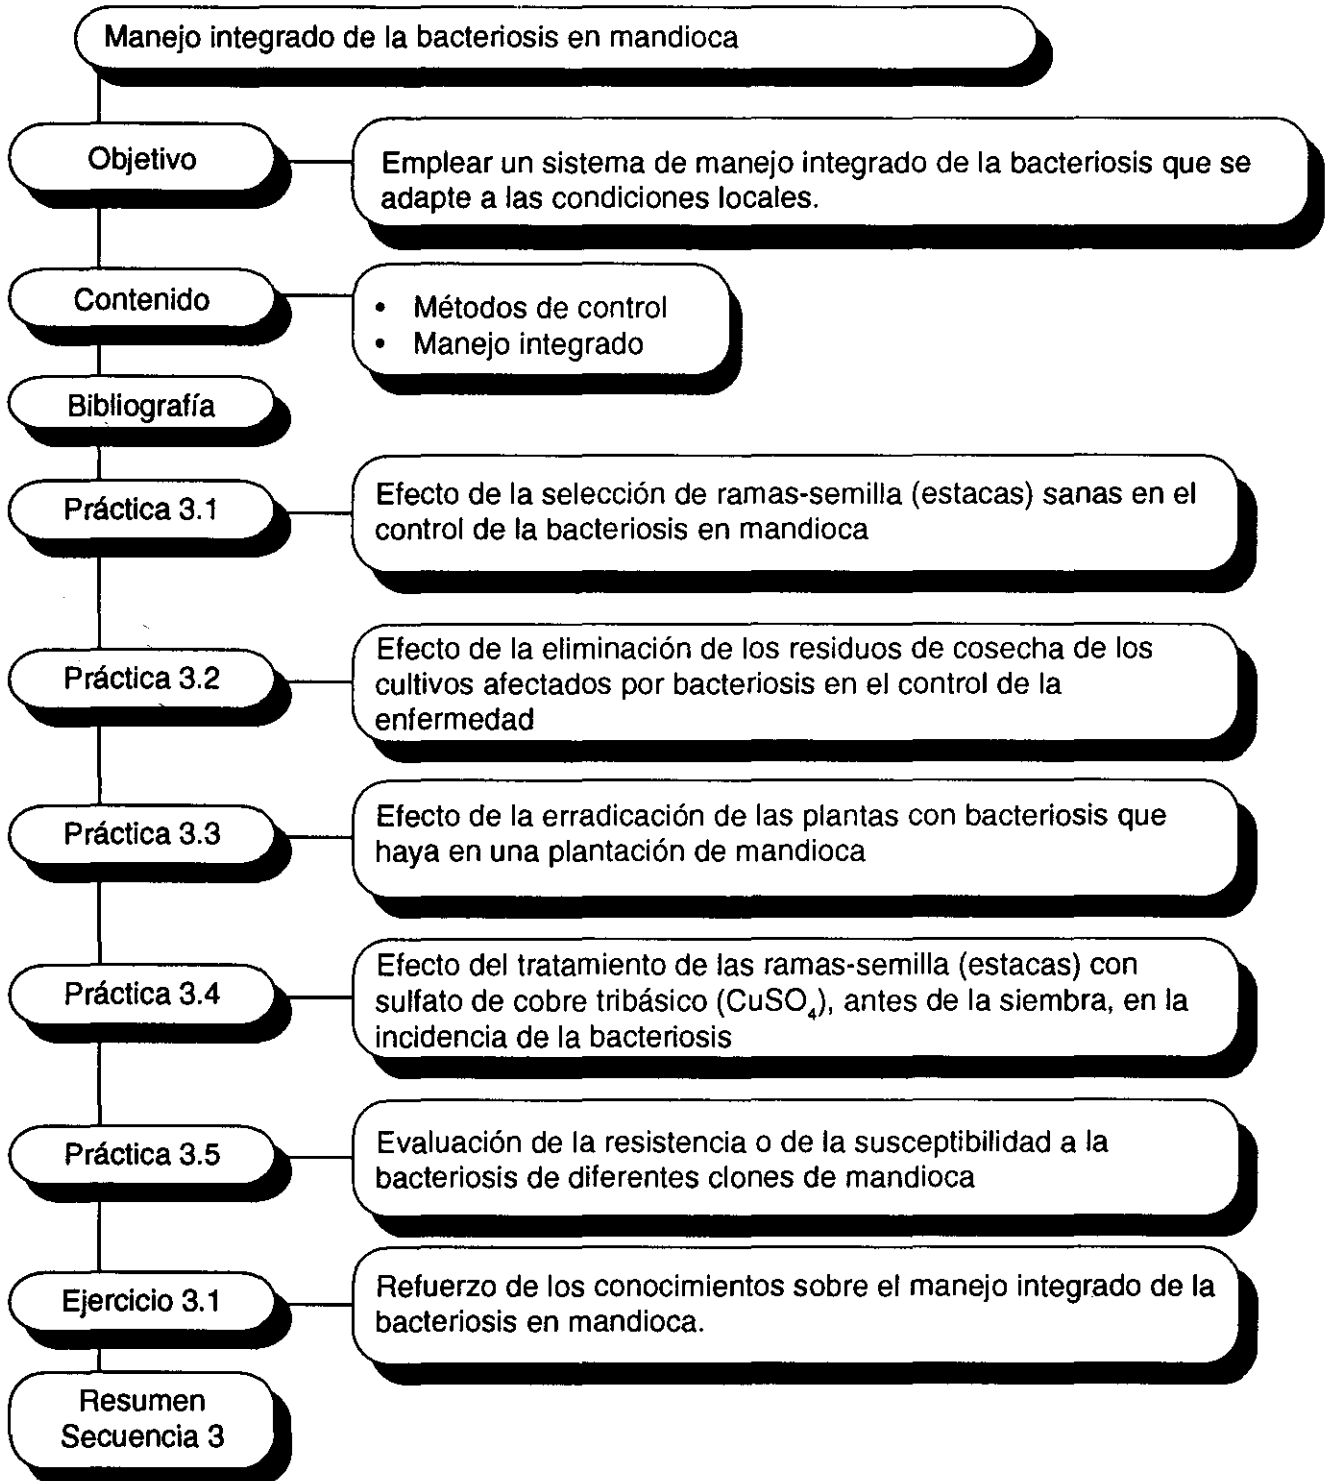 Manejo integrado de la bacteriosis en mandioca
Objetivo
Emplear un sistema de manejo integrado de la bacteriosis que se
adapte a las condiciones locales.
Contenido
• Métodos de control
• Manejo integrado
Bibliografía
Práctica 3.1
Efecto de la selección de ramas-semilla (estacas) sanas en el
control de la bacteriosis en mandioca
Práctica 3.2
Efecto de la eliminación de los residuos de cosecha de los
cultivos afectados por bacteriosis en el control de la
enfermedad
Práctica 3.3
Efecto de la erradicación de las plantas con bacteriosis que
haya en una plantación de mandioca
Práctica 3.4
Efecto del tratamiento de las ramas-semilla (estacas) con
sulfato de cobre tribásico (CuSO₄), antes de la siembra, en la
incidencia de la bacteriosis
Práctica 3.5
Evaluación de la resistencia o de la susceptibilidad a la
bacteriosis de diferentes clones de mandioca
Ejercicio 3.1
Refuerzo de los conocimientos sobre el manejo integrado de la
bacteriosis en mandioca.
Resumen
Secuencia 3